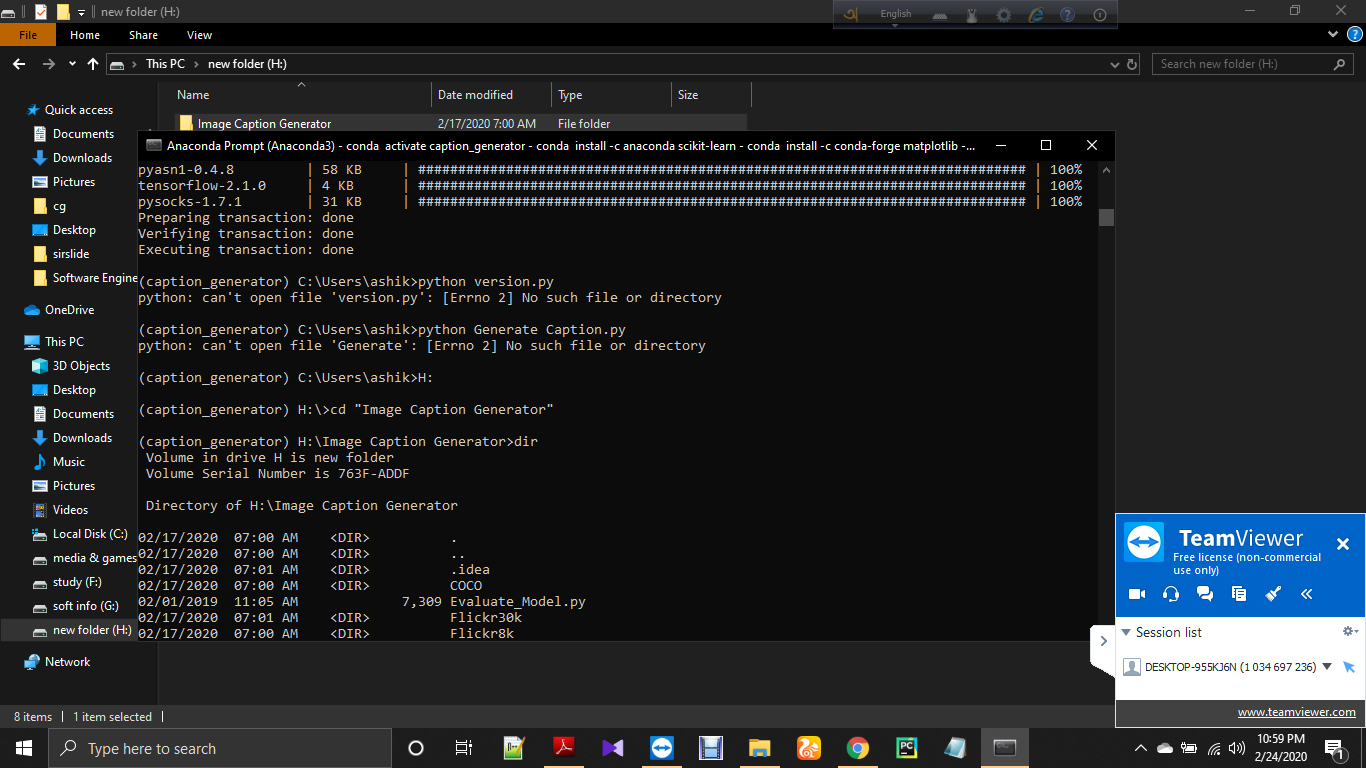 new folder (H:)
English
File Home Share View
This PC > new folder (H:)
Search new folder (H:)
Name Date modified Type Size
Image Caption Generator 2/17/2020 7:00 AM File folder
Quick access
Documents
Downloads
Pictures
cg
Desktop
sirslide
Software Engine
OneDrive
This PC
3D Objects
Desktop
Documents
Downloads
Music
Pictures
Videos
Local Disk (C:)
media & games
study (F:)
soft info (G:)
new folder (H:)
Network
Anaconda Prompt (Anaconda3) - conda activate caption_generator - conda install -c anaconda scikit-learn - conda install -c conda-forge matplotlib -...
pyasn1-0.4.8 | 58 KB | ############################################################################ | 100%
tensorflow-2.1.0 | 4 KB | ############################################################################ | 100%
pysocks-1.7.1 | 31 KB | ############################################################################ | 100%
Preparing transaction: done
Verifying transaction: done
Executing transaction: done
(caption_generator) C:\Users\ashik>python version.py
python: can't open file 'version.py': [Errno 2] No such file or directory
(caption_generator) C:\Users\ashik>python Generate Caption.py
python: can't open file 'Generate': [Errno 2] No such file or directory
(caption_generator) C:\Users\ashik>H:
(caption_generator) H:\>cd "Image Caption Generator"
(caption_generator) H:\Image Caption Generator>dir
Volume in drive H is new folder
Volume Serial Number is 763F-ADDF
Directory of H:\Image Caption Generator
02/17/2020 07:00 AM <DIR> .
02/17/2020 07:00 AM <DIR> ..
02/17/2020 07:01 AM <DIR> .idea
02/17/2020 07:00 AM <DIR> COCO
02/01/2019 11:05 AM 7,309 Evaluate_Model.py
02/17/2020 07:01 AM <DIR> Flickr30k
02/17/2020 07:00 AM <DIR> Flickr8k
TeamViewer
Free license (non-commercial
use only)
Session list
DESKTOP-955KJ6N (1 034 697 236)
www.teamviewer.com
8 items | 1 item selected |
Type here to search
PC
10:59 PM
2/24/2020
1